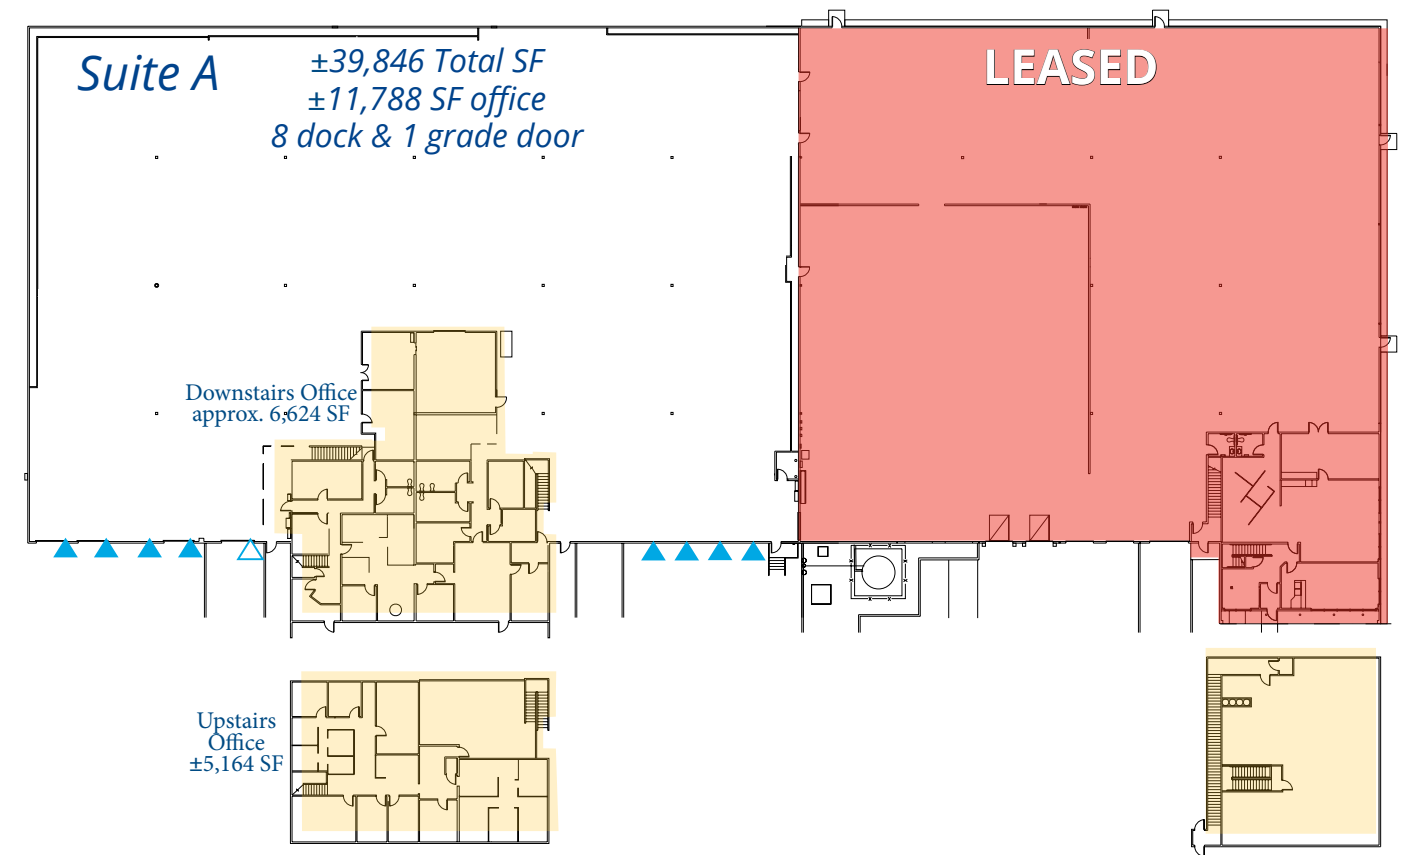 Suite A
±39,846 Total SF
±11,788 SF office
8 dock & 1 grade door
LEASED
Downstairs Office
approx. 6,624 SF
Upstairs
Office
±5,164 SF